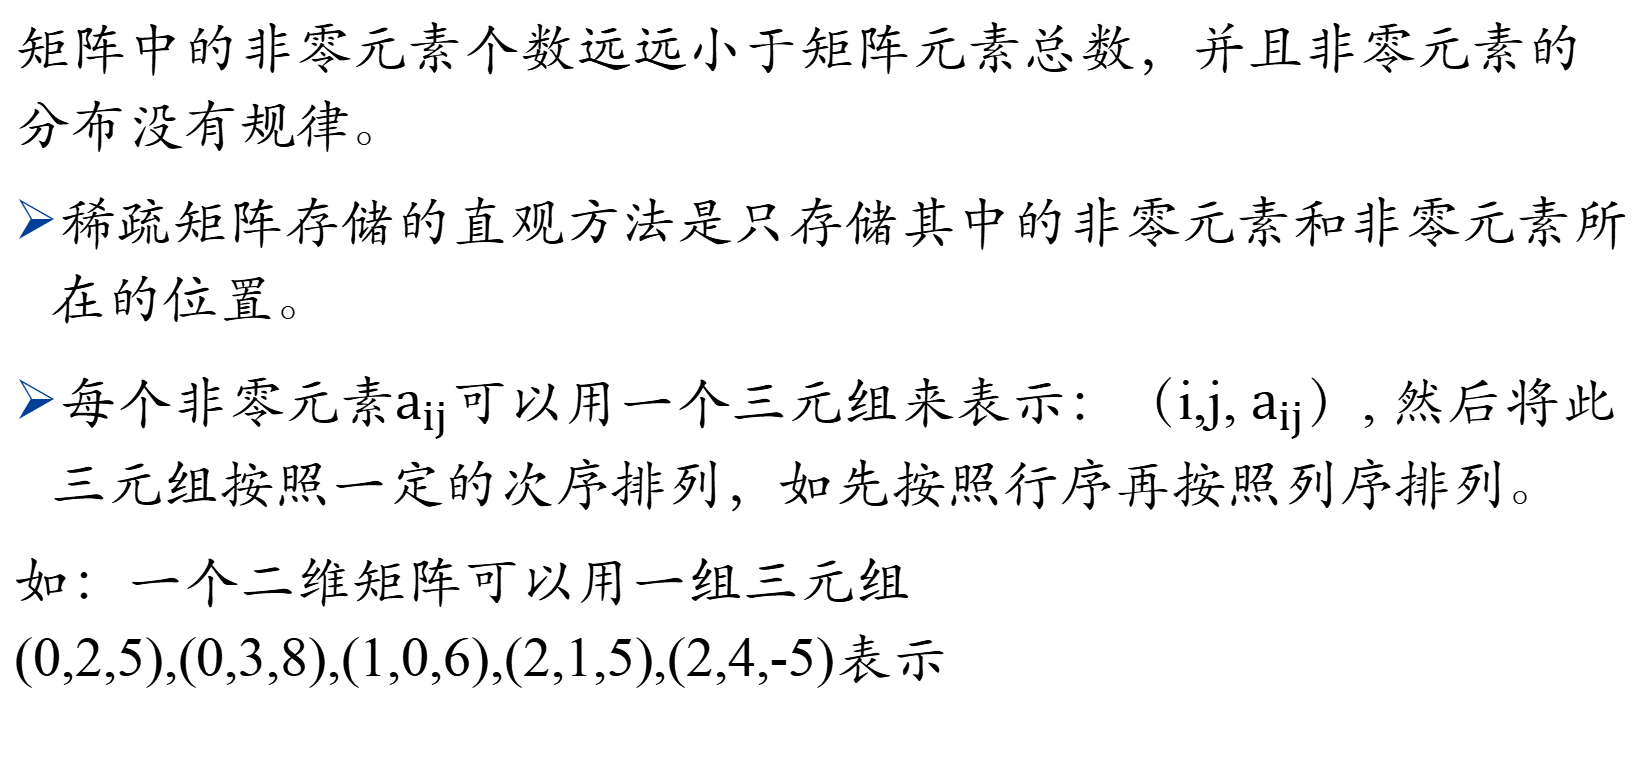 矩阵中的非零元素个数远远小于矩阵元素总数，并且非零元素的
分布没有规律。
➢稀疏矩阵存储的直观方法是只存储其中的非零元素和非零元素所
在的位置。
➢每个非零元素aij可以用一个三元组来表示：（i,j, aij）, 然后将此
三元组按照一定的次序排列，如先按照行序再按照列序排列。
如：一个二维矩阵可以用一组三元组
(0,2,5),(0,3,8),(1,0,6),(2,1,5),(2,4,-5)表示